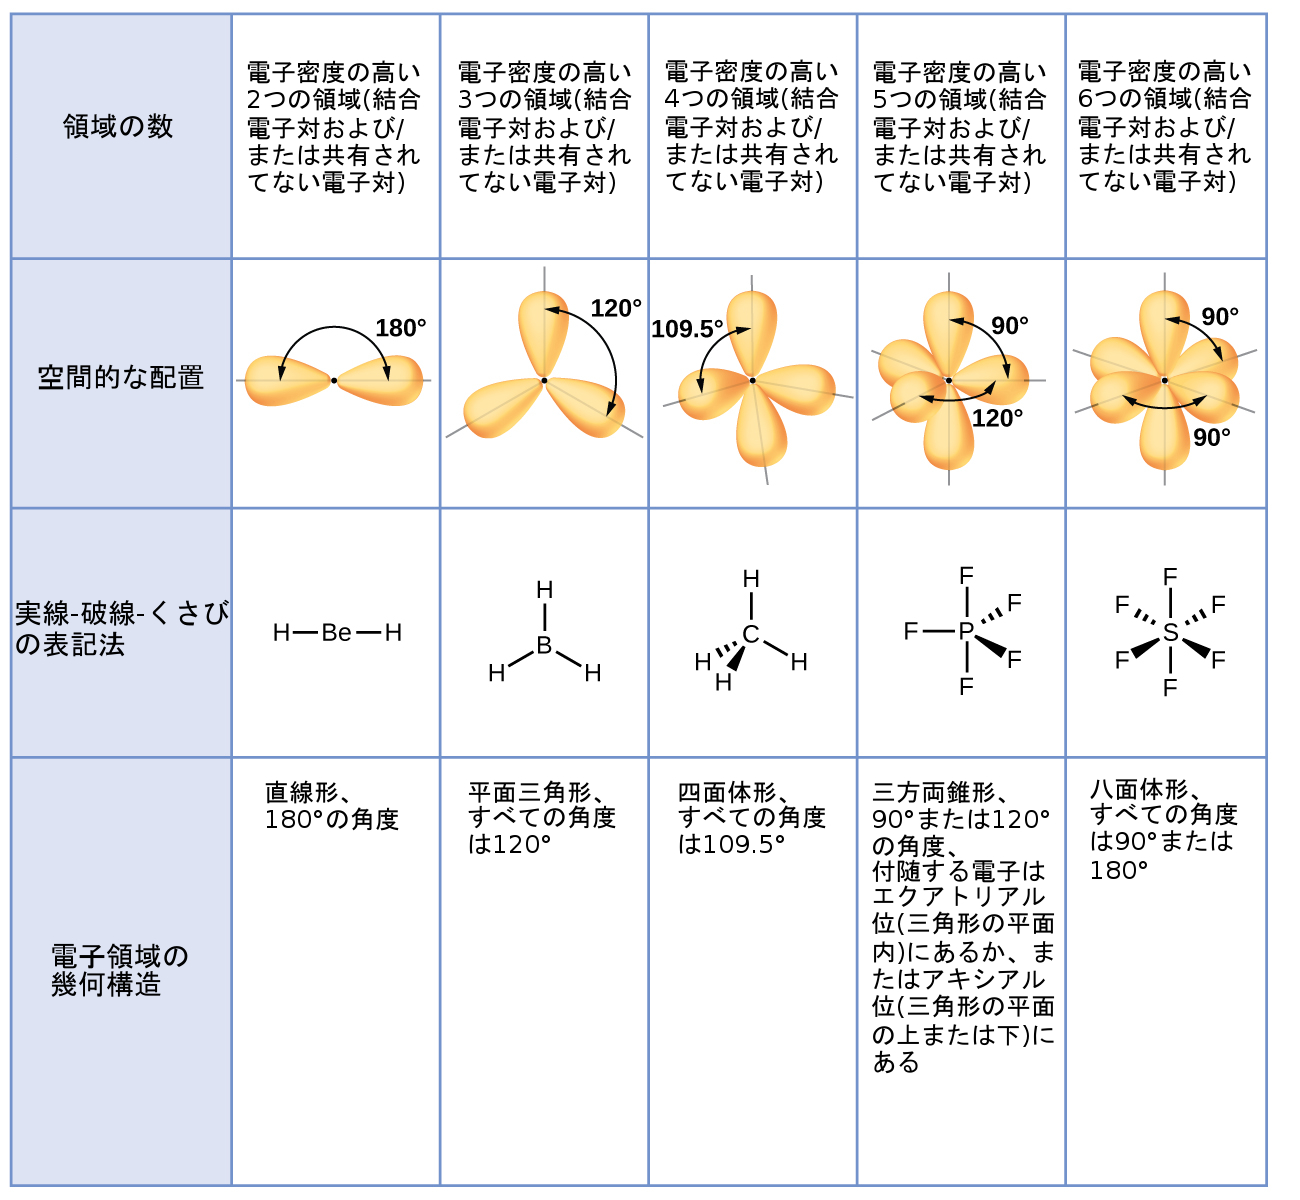 領域の数
電子密度の高い
2つの領域(結合
電子対および/
または共有され
てない電子対)
電子密度の高い
3つの領域(結合
電子対および/
または共有され
てない電子対)
電子密度の高い
4つの領域(結合
電子対および/
または共有され
てない電子対)
電子密度の高い
5つの領域(結合
電子対および/
または共有され
てない電子対)
電子密度の高い
6つの領域(結合
電子対および/
または共有され
てない電子対)
空間的な配置
180°
120°
109.5°
90°
120°
90°
90°
実線-破線-くさび
の表記法
H Be H
H
B
H H
H
C
H H
H
F
F
F P
F
F
F
F F
S
F F
F
電子領域の
幾何構造
直線形、
180°の角度
平面三角形、
すべての角度
は120°
四面体形、
すべての角度
は109.5°
三方両錐形、
90°または120°
の角度、
付随する電子は
エクアトリアル
位(三角形の平面
内)にあるか、ま
たはアキシアル
位(三角形の平面
の上または下)に
ある
八面体形、
すべての角度
は90°または
180°